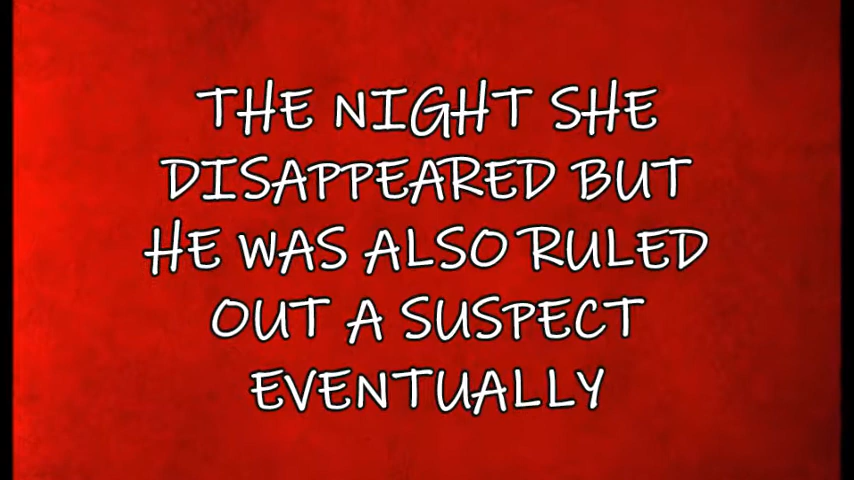 THE NIGHT SHE
DISAPPEARED BUT
HE WAS ALSO RULED
OUT A SUSPECT
EVENTUALLY